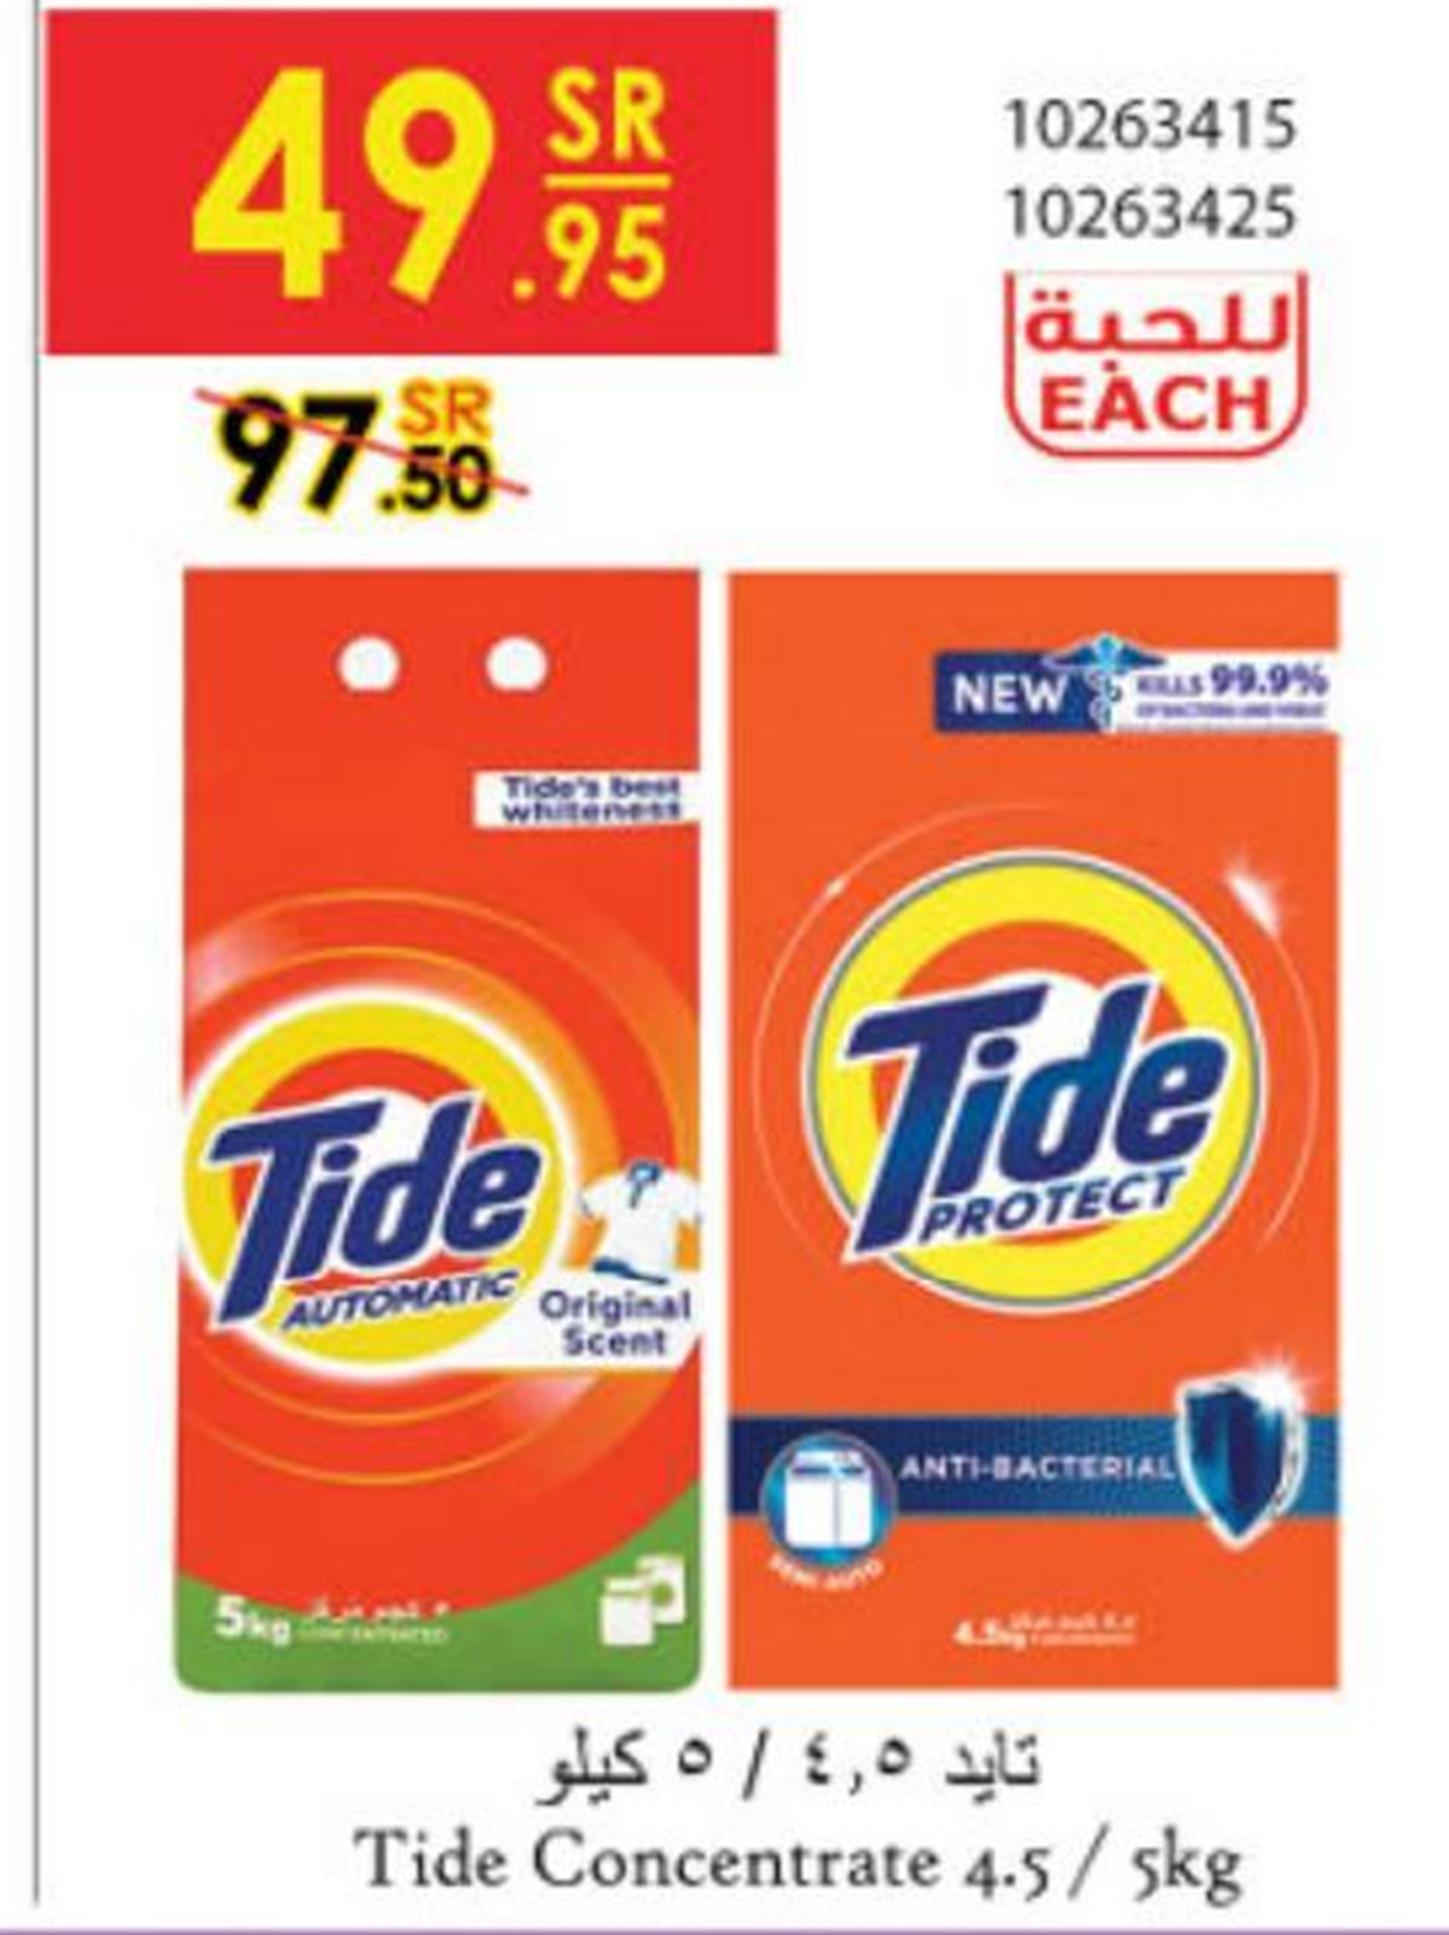 49 SR
.95
10263415
10263425
للحبة
EACH
97 SR
.50
NEW
KILLS 99.9%
Tide's best
whiteness
Tide
AUTOMATIC
Original
Scent
Tide
PROTECT
ANTI-BACTERIAL
SEMI-AUTO
5kg
4.5kg
تايد ٤,٥ / ٥ كيلو
Tide Concentrate 4.5 / 5kg